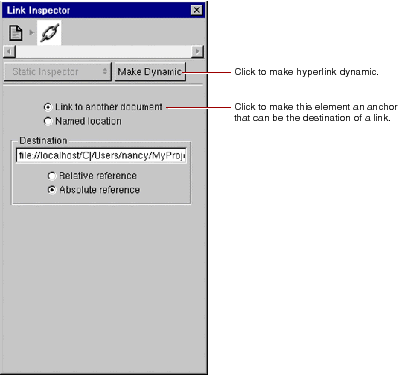 Link Inspector
Static Inspector
Make Dynamic
Click to make hyperlink dynamic.
Link to another document
Click to make this element an anchor
that can be the destination of a link.
Named location
Destination
file://localhost/C|/Users/nancy/MyProj
Relative reference
Absolute reference